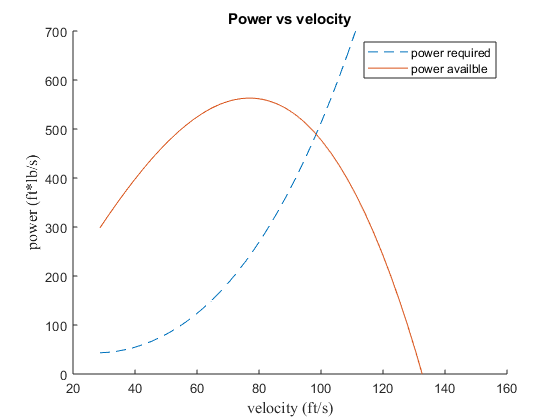 Power vs velocity
power required
power availble
700
600
500
400
300
200
100
0
power (ft*lb/s)
20 40 60 80 100 120 140 160
velocity (ft/s)